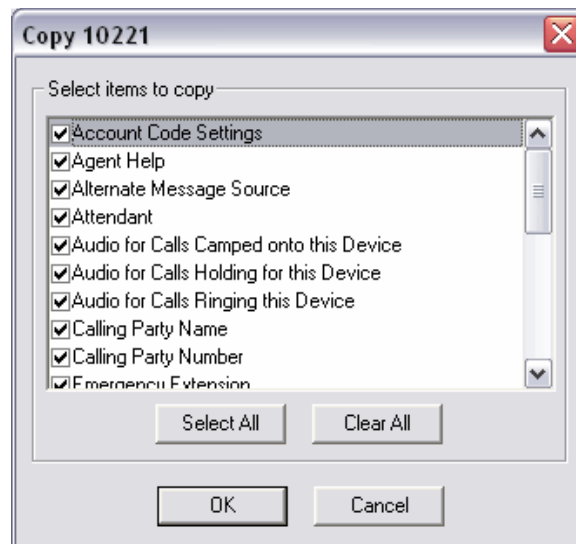 Copy 10221
Select items to copy
Account Code Settings
Agent Help
Alternate Message Source
Attendant
Audio for Calls Camped onto this Device
Audio for Calls Holding for this Device
Audio for Calls Ringing this Device
Calling Party Name
Calling Party Number
Emergency Extension
Select All Clear All
OK Cancel